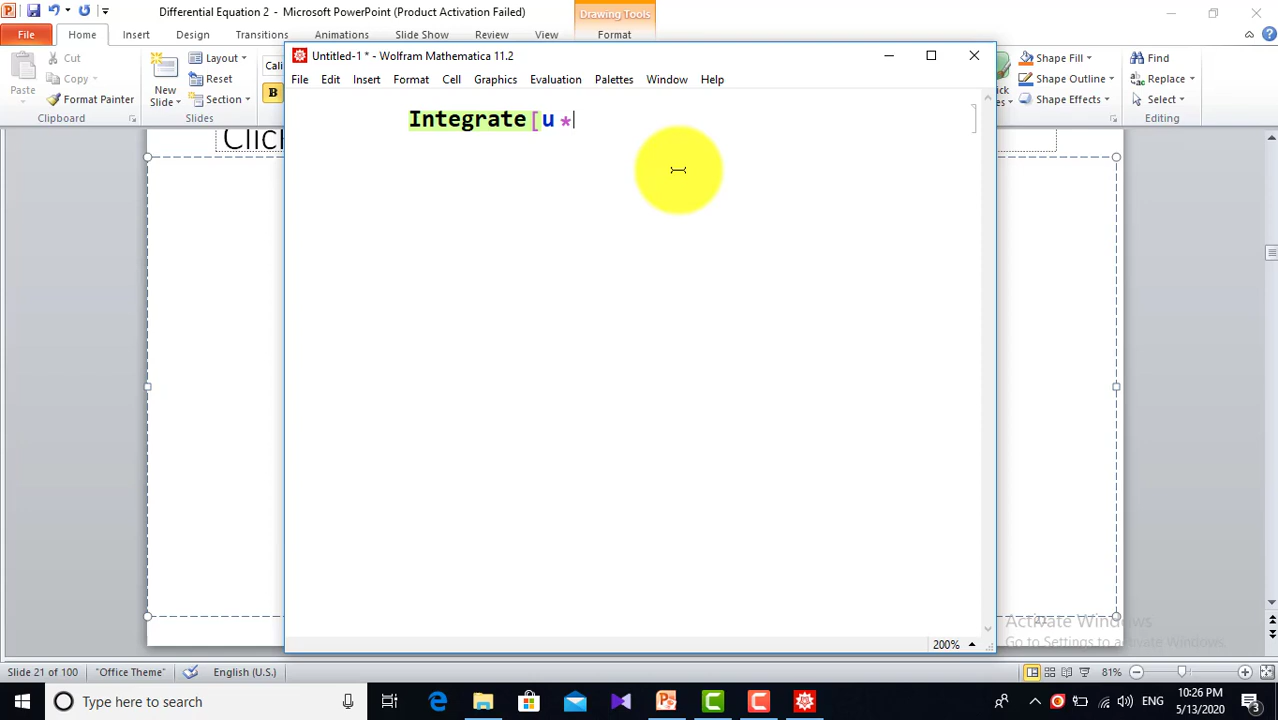 Differential Equation 2 - Microsoft PowerPoint (Product Activation Failed)
Drawing Tools
File Home Insert Design Transitions Animations Slide Show Review View Format
Paste
Cut
Copy
Format Painter
Clipboard
New
Slide
Layout
Reset
Section
Slides
Cali
B
Shape Fill
Shape Outline
Shape Effects
Find
Replace
Select
Editing
Untitled-1 * - Wolfram Mathematica 11.2
File Edit Insert Format Cell Graphics Evaluation Palettes Window Help
Integrate[u *
Click
200%
Activate Windows
Go to Settings to activate Windows.
Slide 21 of 100 "Office Theme" English (U.S.) 81%
Type here to search
ENG
10:26 PM
5/13/2020
3